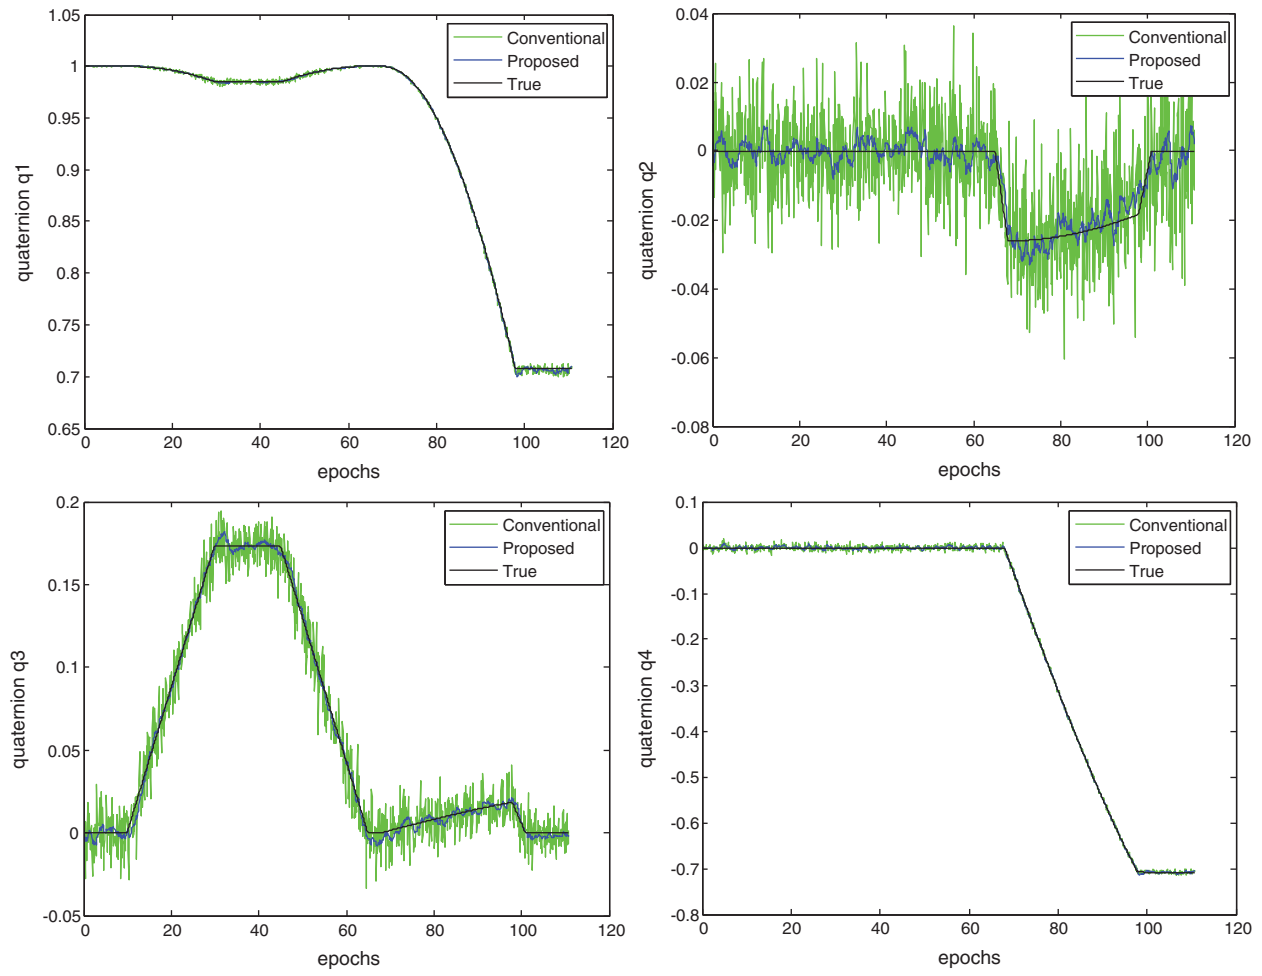 1.05
1
0.95
0.9
0.85
0.8
0.75
0.7
0.65
quaternion q1
0 20 40 60 80 100 120
epochs
Conventional
Proposed
True
0.04
0.02
0
-0.02
-0.04
-0.06
-0.08
quaternion q2
0 20 40 60 80 100 120
epochs
Conventional
Proposed
True
0.2
0.15
0.1
0.05
0
-0.05
quaternion q3
0 20 40 60 80 100 120
epochs
Conventional
Proposed
True
0.1
0
-0.1
-0.2
-0.3
-0.4
-0.5
-0.6
-0.7
-0.8
quaternion q4
0 20 40 60 80 100 120
epochs
Conventional
Proposed
True